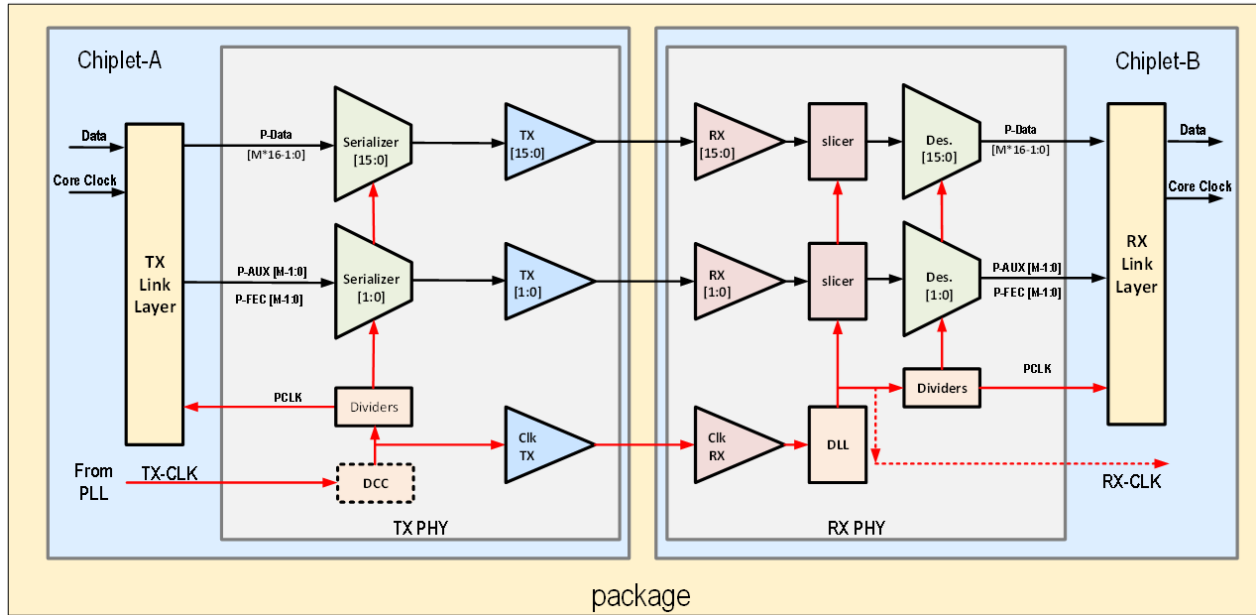 Chiplet-A
Chiplet-B
Data
Core Clock
TX
Link
Layer
P-Data
[M*16-1:0]
Serializer
[15:0]
TX
[15:0]
RX
[15:0]
slicer
Des.
[15:0]
P-Data
[M*16-1:0]
Data
Core Clock
RX
Link
Layer
P-AUX [M-1:0]
P-FEC [M-1:0]
Serializer
[1:0]
TX
[1:0]
RX
[1:0]
slicer
Des.
[1:0]
P-AUX [M-1:0]
P-FEC [M-1:0]
PCLK
Dividers
Dividers
PCLK
Clk
TX
Clk
RX
DLL
From
PLL
TX-CLK
DCC
RX-CLK
TX PHY
RX PHY
package